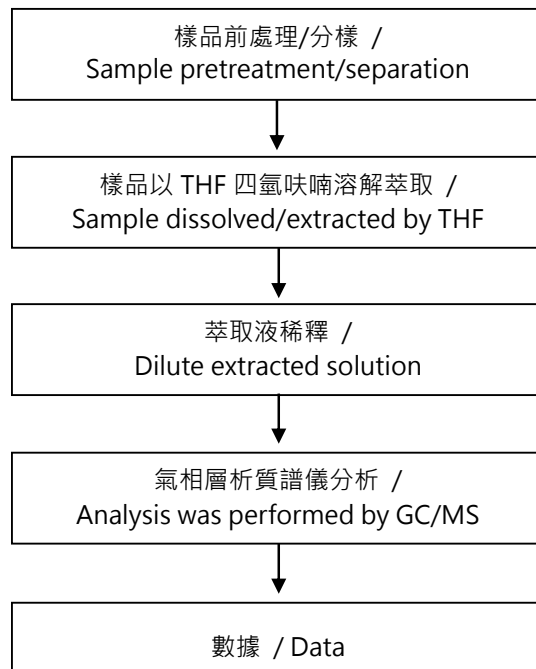 樣品前處理/分樣 /
Sample pretreatment/separation
樣品以 THF 四氫呋喃溶解萃取 /
Sample dissolved/extracted by THF
萃取液稀釋 /
Dilute extracted solution
氣相層析質譜儀分析 /
Analysis was performed by GC/MS
數據 / Data